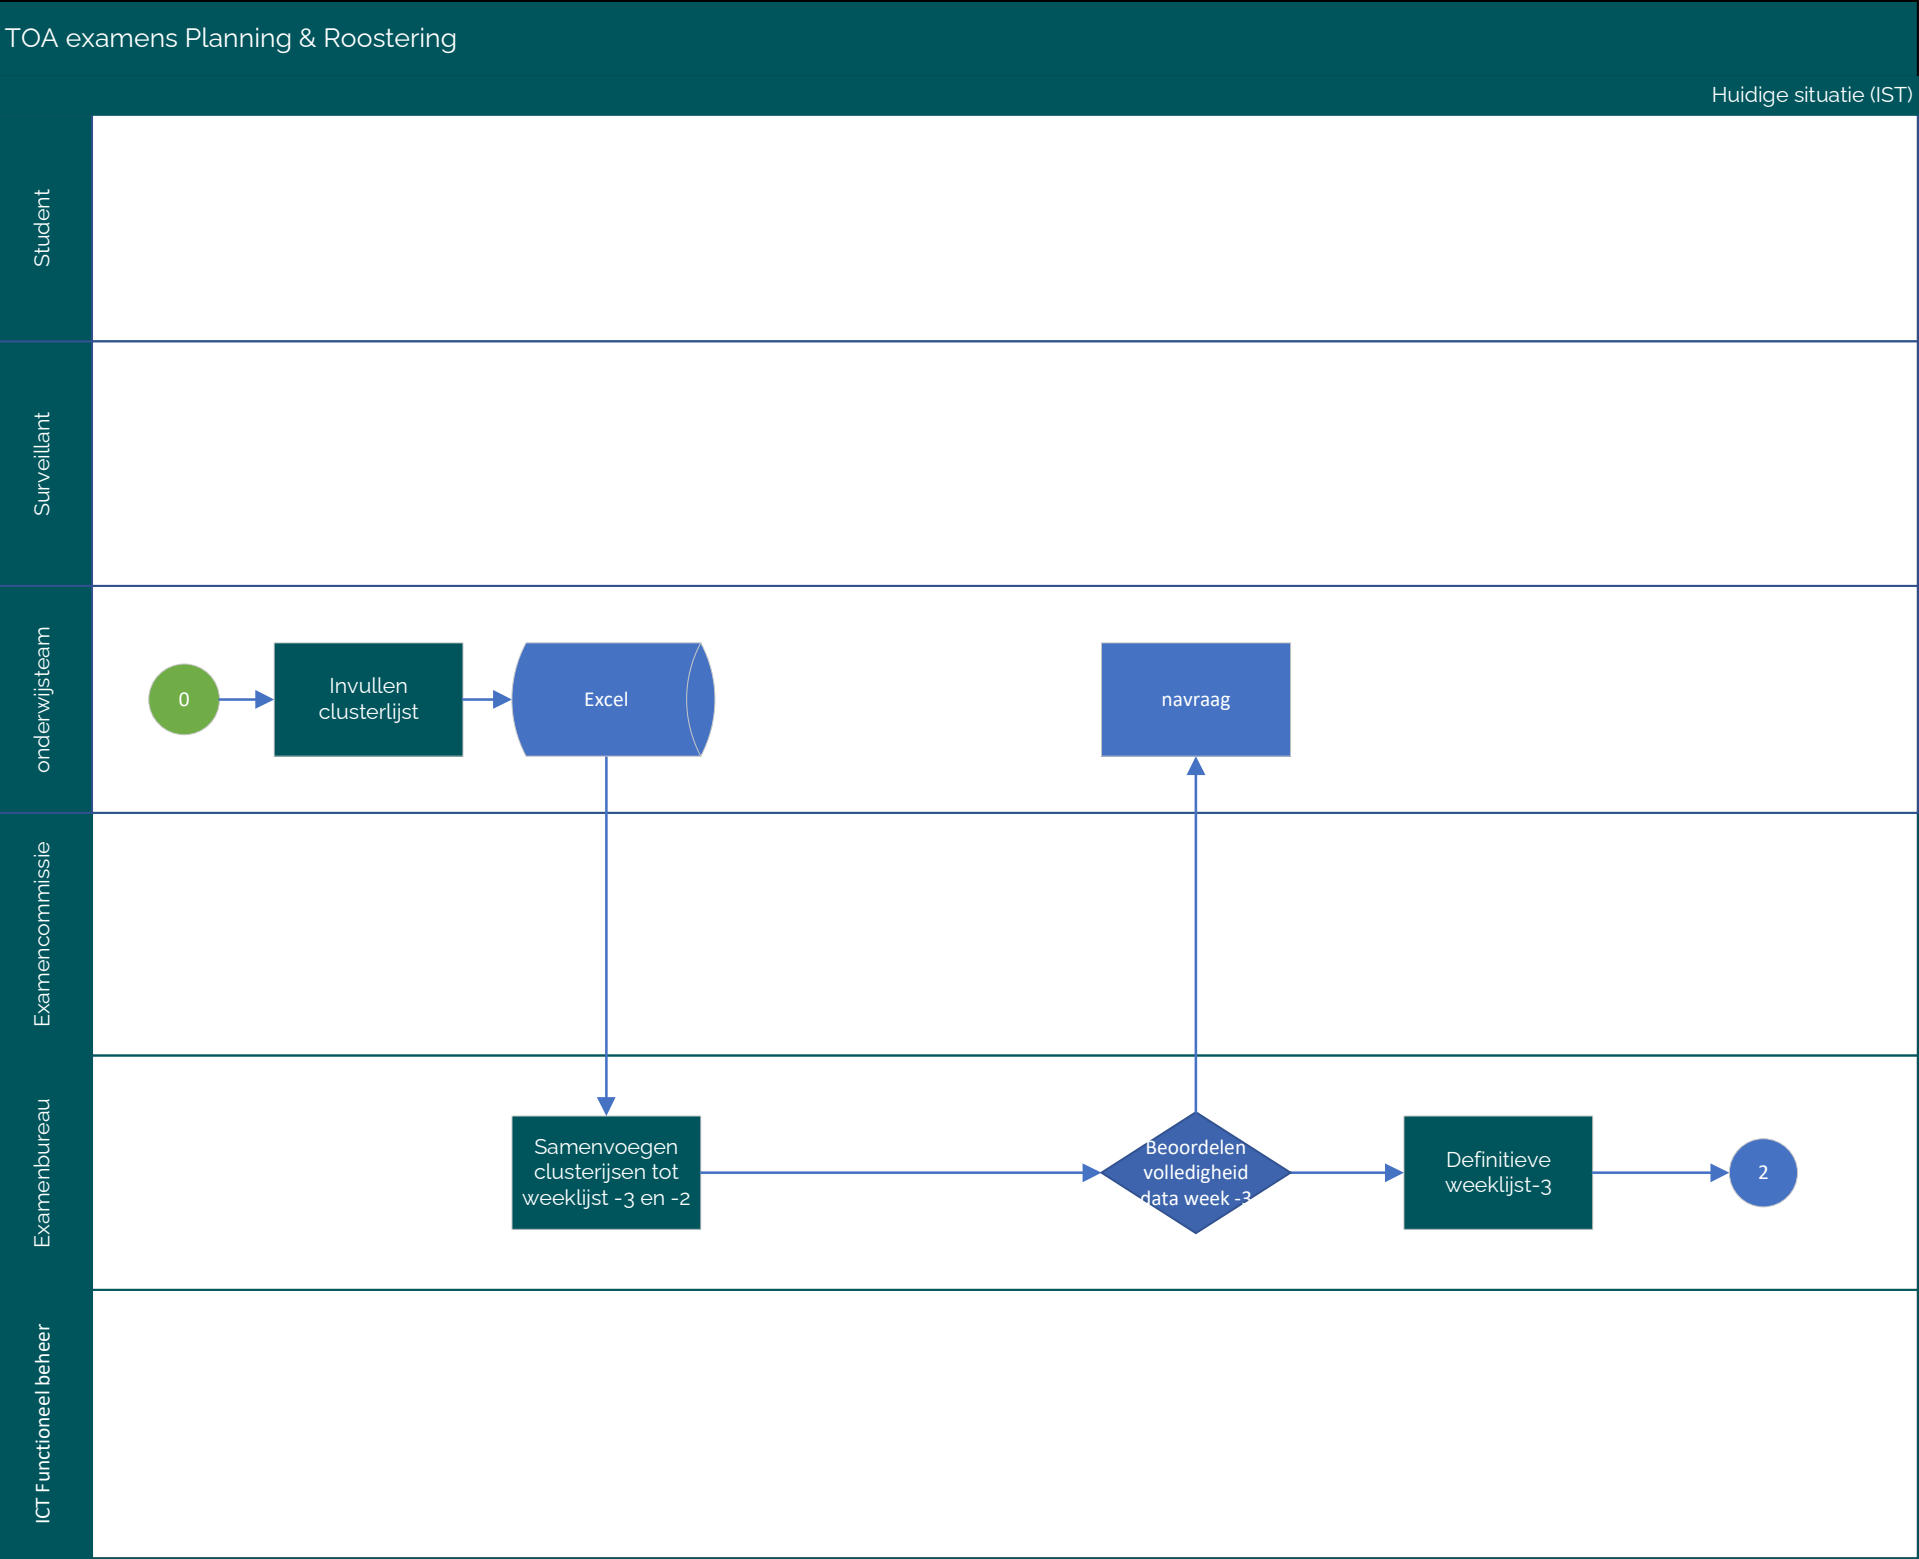 TOA examens Planning & Roostering
Huidige situatie (IST)
Student
Surveillant
onderwijsteam
0
Invullen
clusterlijst
Excel
navraag
Examencommissie
Examenbureau
Samenvoegen
clusterijsen tot
weeklijst -3 en -2
Beoordelen
volledigheid
data week -3
Definitieve
weeklijst-3
2
ICT Functioneel beheer